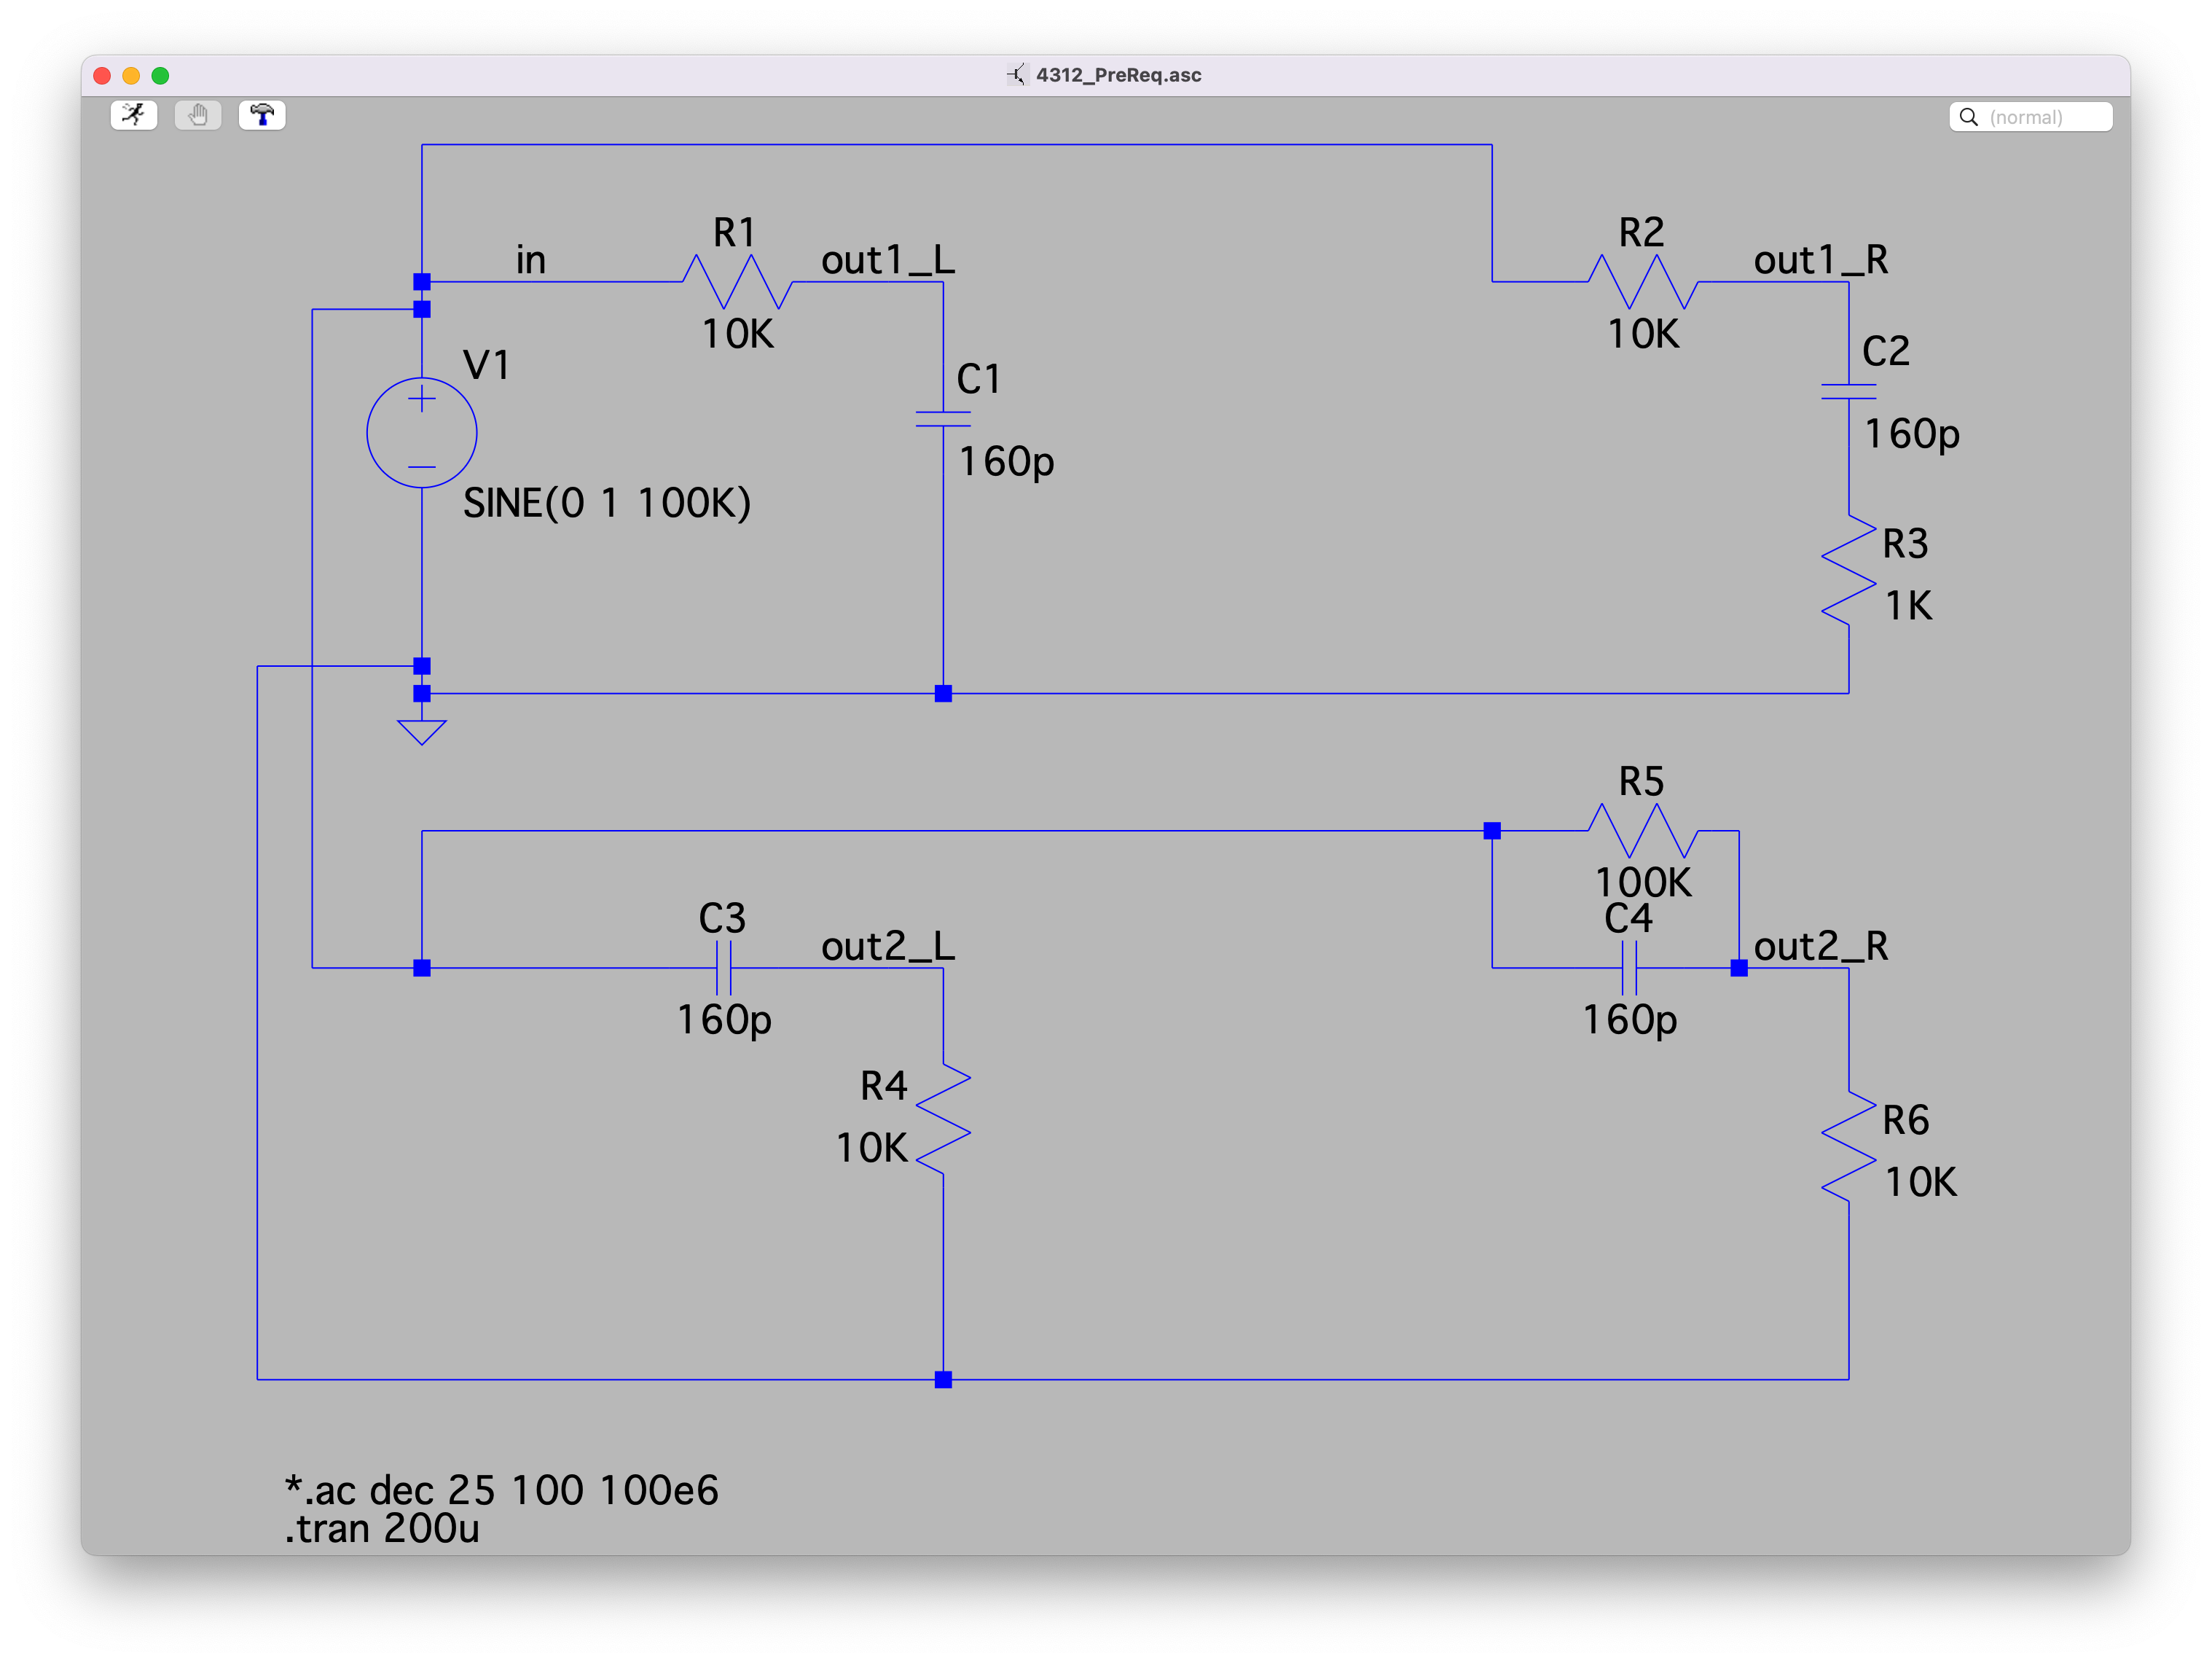 4312_PreReq.asc
(normal)
in
R1
10K
out1_L
R2
10K
out1_R
V1
SINE(0 1 100K)
C1
160p
C2
160p
R3
1K
R5
100K
C3
160p
out2_L
C4
160p
out2_R
R4
10K
R6
10K
*.ac dec 25 100 100e6
.tran 200u